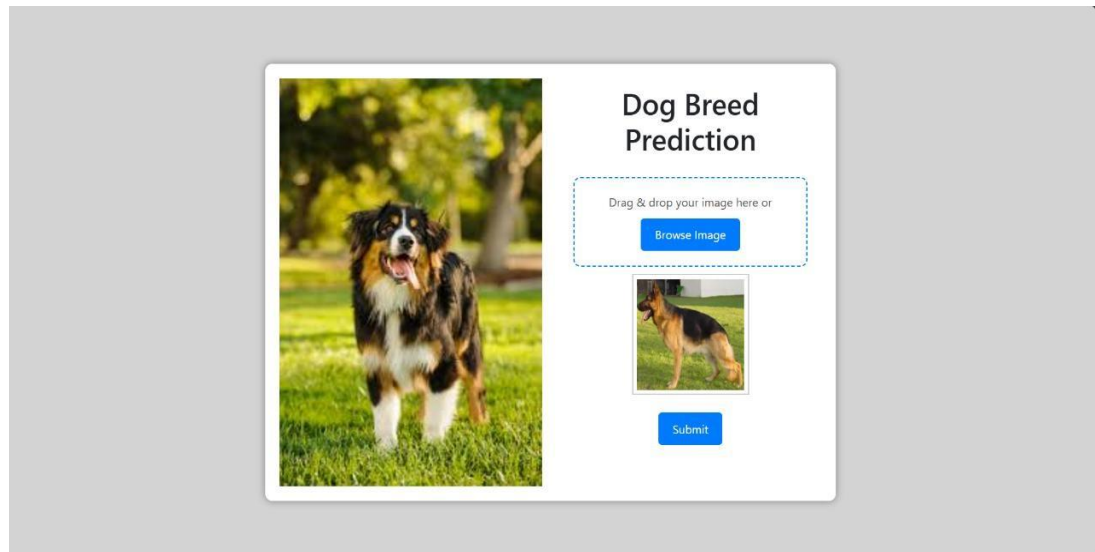 Dog Breed
Prediction
Drag & drop your image here or
Browse Image
Submit